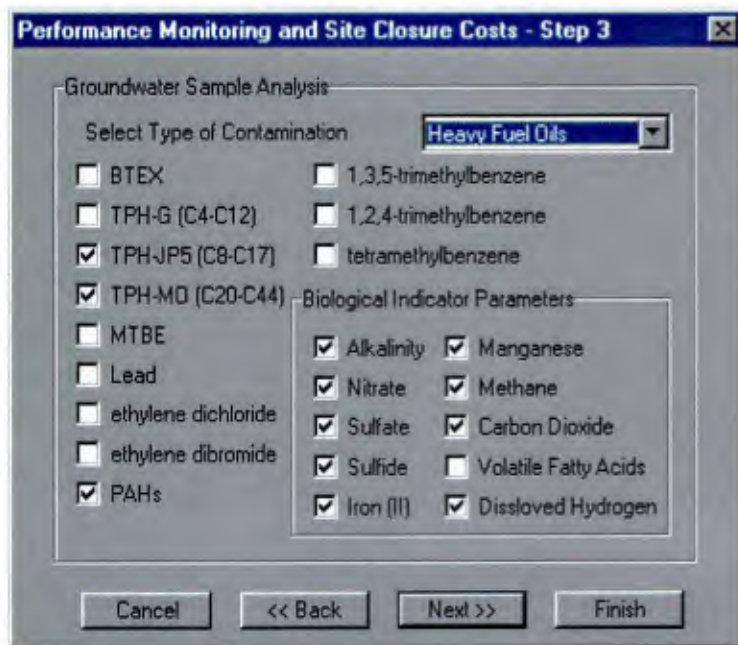 Performance Monitoring and Site Closure Costs - Step 3
Groundwater Sample Analysis
Select Type of Contamination
Heavy Fuel Oils
BTEX
1,3,5-trimethylbenzene
TPH-G (C4-C12)
1,2,4-trimethylbenzene
TPH-JP5 (C8-C17)
tetramethylbenzene
TPH-MO (C20-C44)
MTBE
Lead
ethylene dichloride
ethylene dibromide
PAHs
Biological Indicator Parameters
Alkalinity
Manganese
Nitrate
Methane
Sulfate
Carbon Dioxide
Sulfide
Volatile Fatty Acids
Iron (II)
Dissloved Hydrogen
Cancel
<< Back
Next >>
Finish